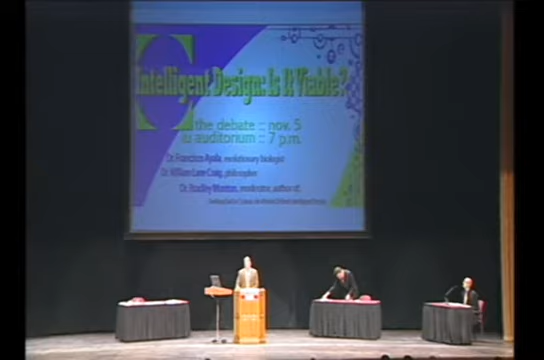 Intelligent Design: Is It Viable?
the debate :: nov. 5
iu auditorium :: 7 p.m.
Dr. Francisco Ayala, evolutionary biologist
Dr. William Lane Craig, philosopher
Dr. Bradley Monton, moderator, author of: